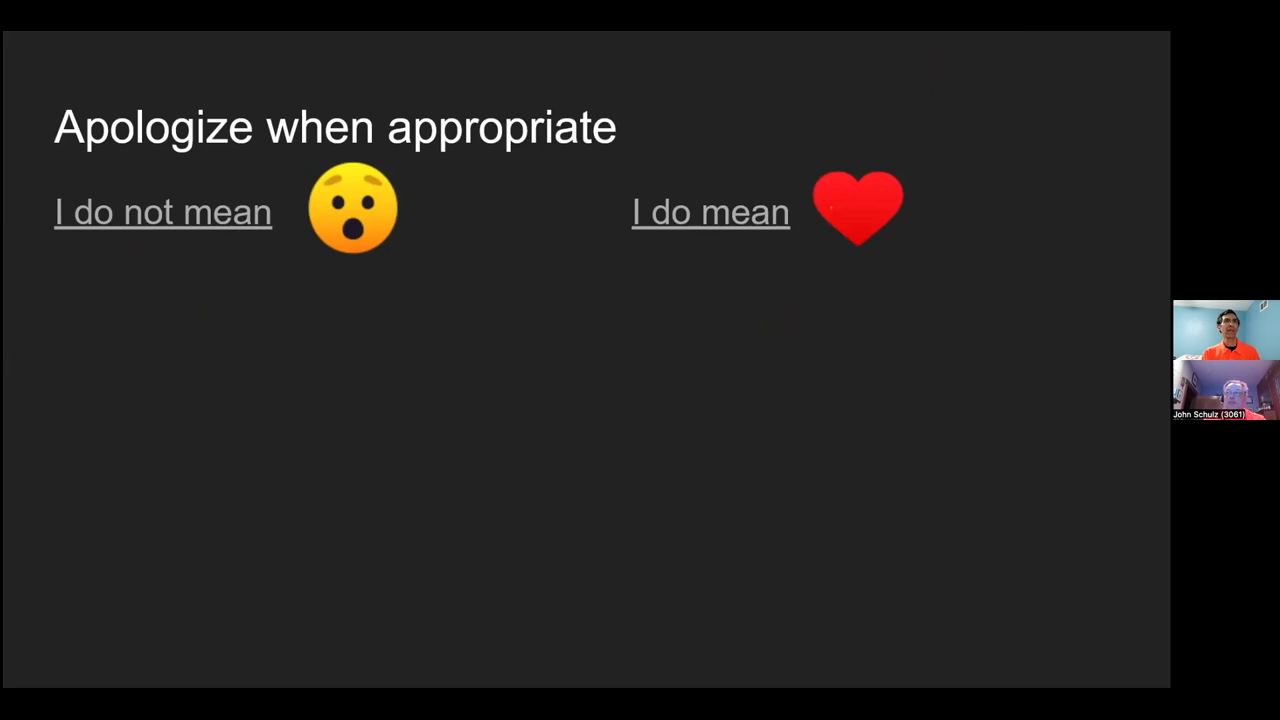 Apologize when appropriate
I do not mean
I do mean
John Schulz (3061)